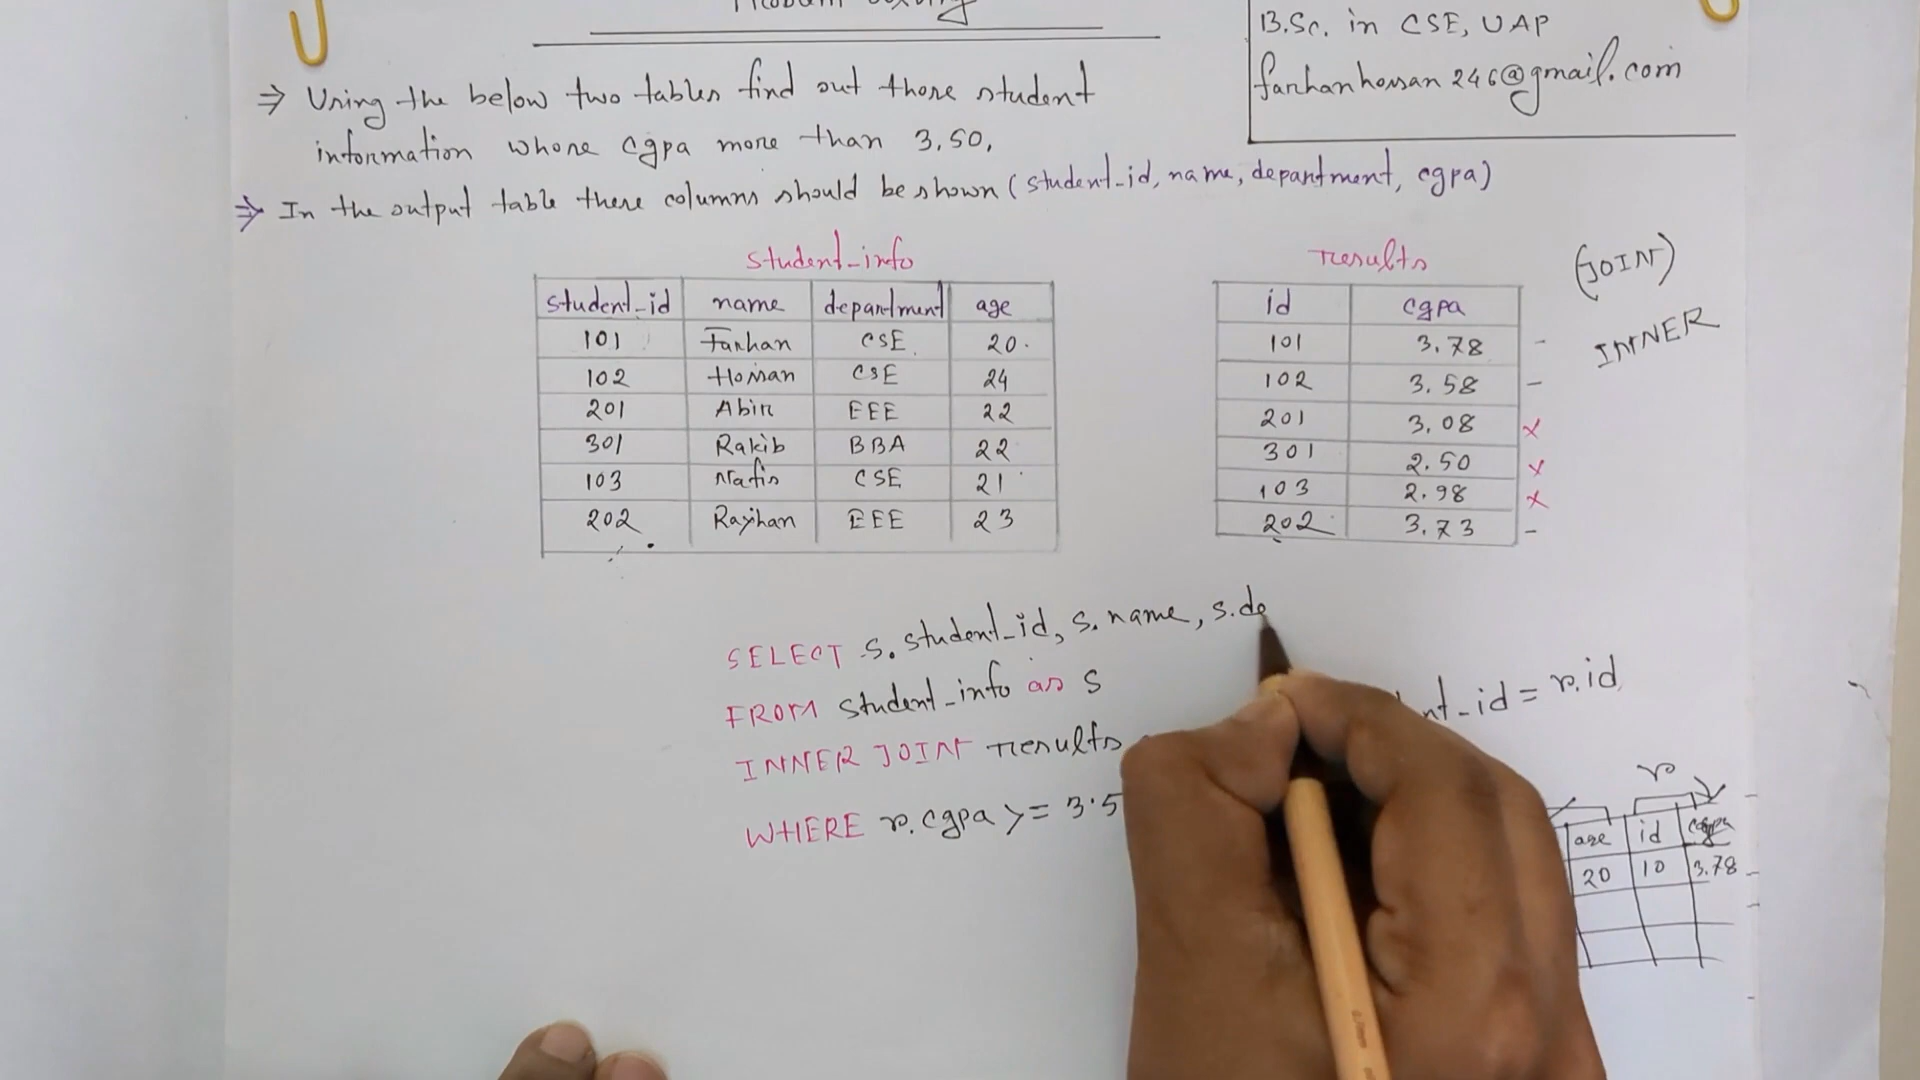 B.Sc. in CSE, UAP
farhanhossan246@gmail.com
⇒ Using the below two tables find out those student
information whose cgpa more than 3.50.
⇒ In the output table these columns should be shown (student_id, name, department, cgpa)
student_info
student_id name department age
101 Farhan CSE 20
102 Hossan CSE 24
201 Abir EEE 22
301 Rakib BBA 22
103 Nafis CSE 21
202 Rayhan EEE 23
results
id cgpa
101 3.78
102 3.58
201 3.08
301 2.50
103 2.98
202 3.73
(JOIN)
INNER
SELECT s.student_id, s.name, s.de
FROM student_info as s
INNER JOIN results
nt_id = r.id
WHERE r.cgpa >= 3.5
r
age id cgpa
20 10 3.78